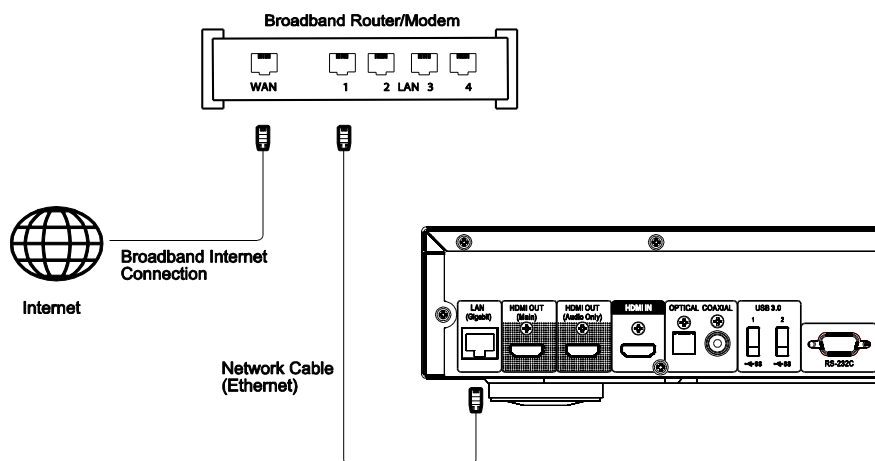 Broadband Router/Modem
WAN
1 2 LAN 3 4
Internet
Broadband Internet
Connection
Network Cable
(Ethernet)
LAN
(Gigabit)
HDMI OUT
(Main)
HDMI OUT
(Audio Only)
HDMI IN
OPTICAL COAXIAL
USB 3.0
1 2
RS-232C